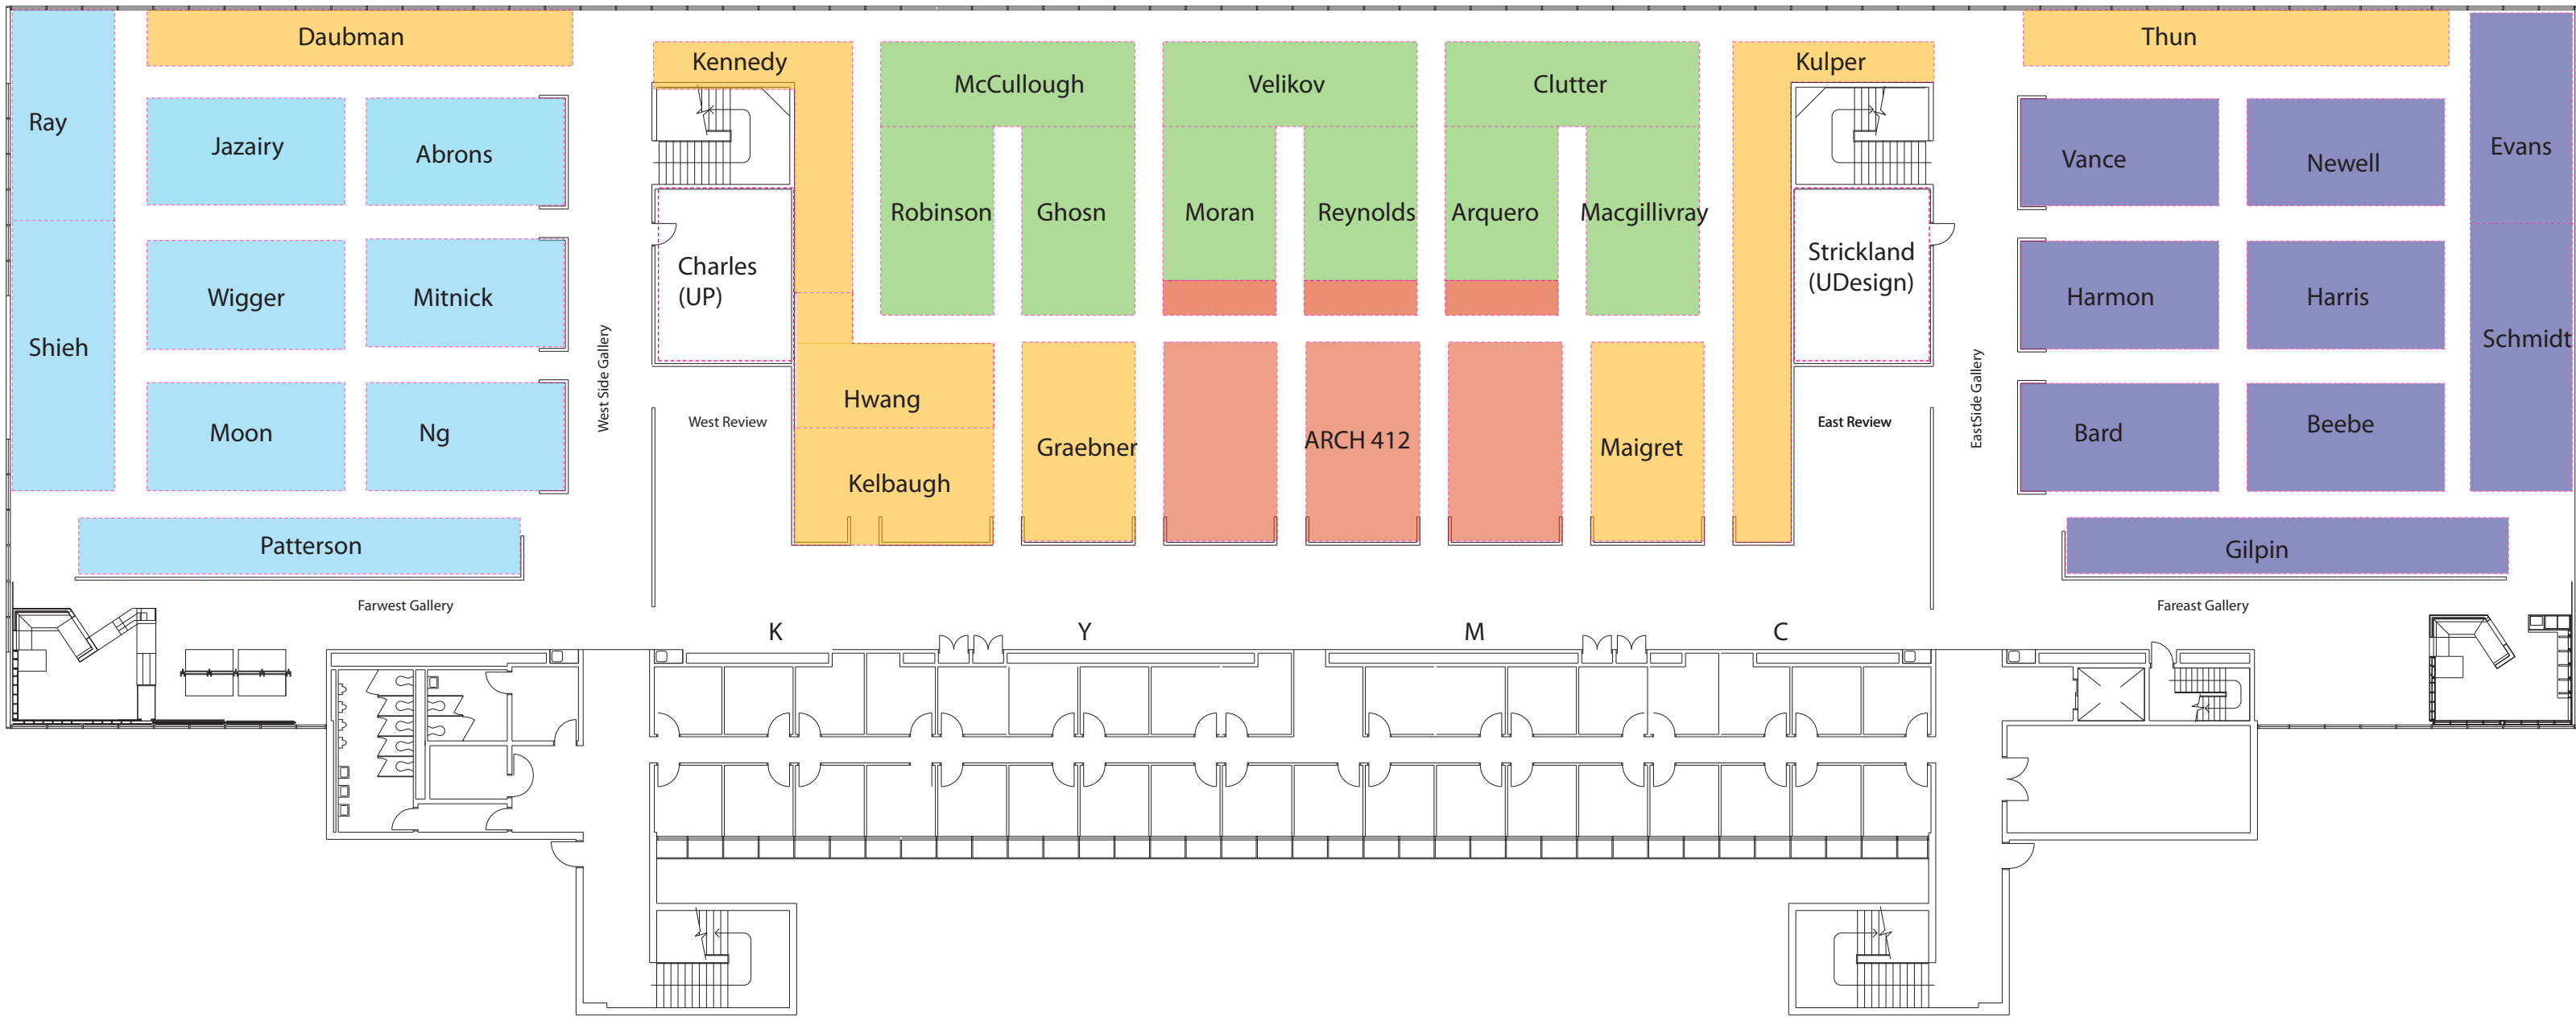 Daubman
Thun
Kennedy
Kulper
McCullough
Velikov
Clutter
Ray
Jazairy
Abrons
Vance
Newell
Evans
Robinson
Ghosn
Moran
Reynolds
Arquero
Macgillivray
Charles
(UP)
Strickland
(UDesign)
Wigger
Mitnick
Harmon
Harris
Shieh
Schmidt
West Side Gallery
EastSide Gallery
Hwang
West Review
East Review
Moon
Ng
Graebner
ARCH 412
Maigret
Bard
Beebe
Kelbaugh
Patterson
Gilpin
Farwest Gallery
Fareast Gallery
K
Y
M
C